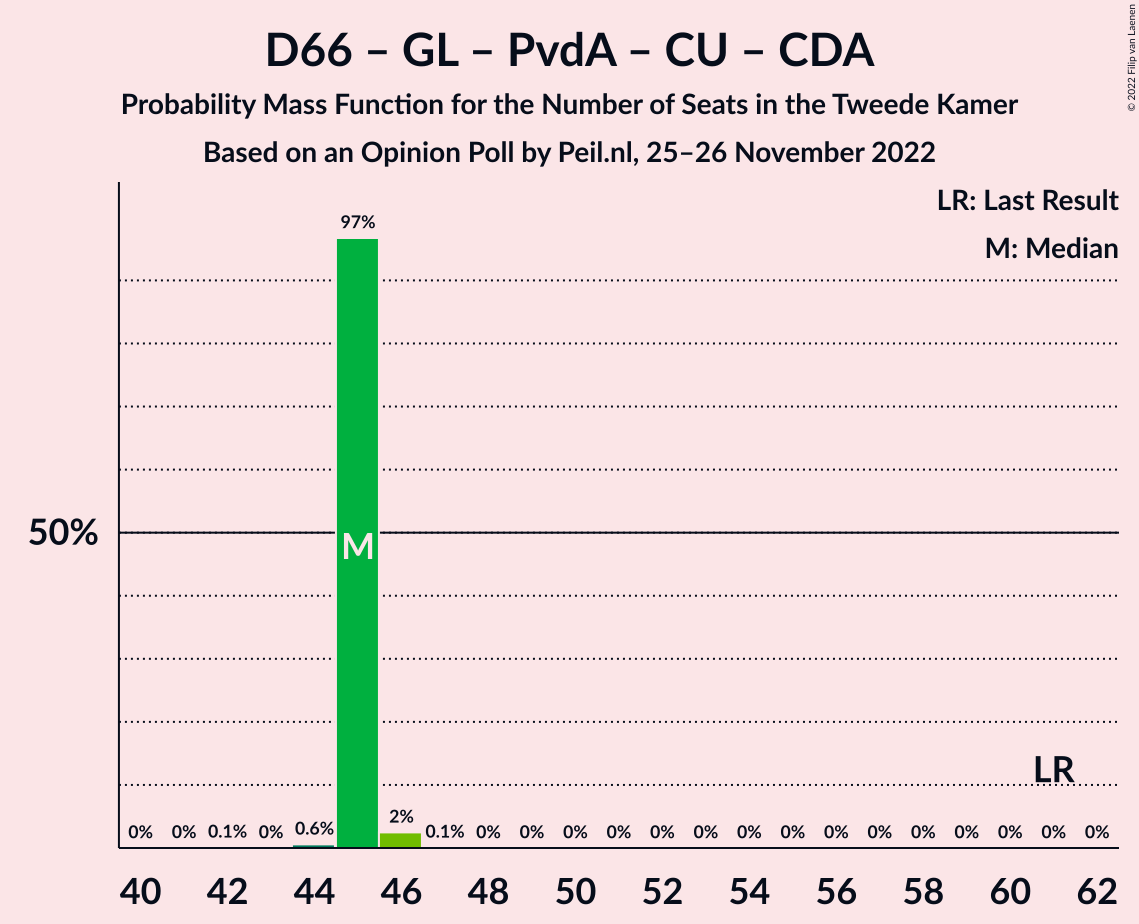 D66 – GL – PvdA – CU – CDA
Probability Mass Function for the Number of Seats in the Tweede Kamer
Based on an Opinion Poll by Peil.nl, 25–26 November 2022
© 2022 Filip van Laenen
LR: Last Result
M: Median
97%
50%
M
LR
0% 0% 0.1% 0% 0.6% 2% 0.1% 0% 0% 0% 0% 0% 0% 0% 0% 0% 0% 0% 0% 0% 0% 0%
40 42 44 46 48 50 52 54 56 58 60 62